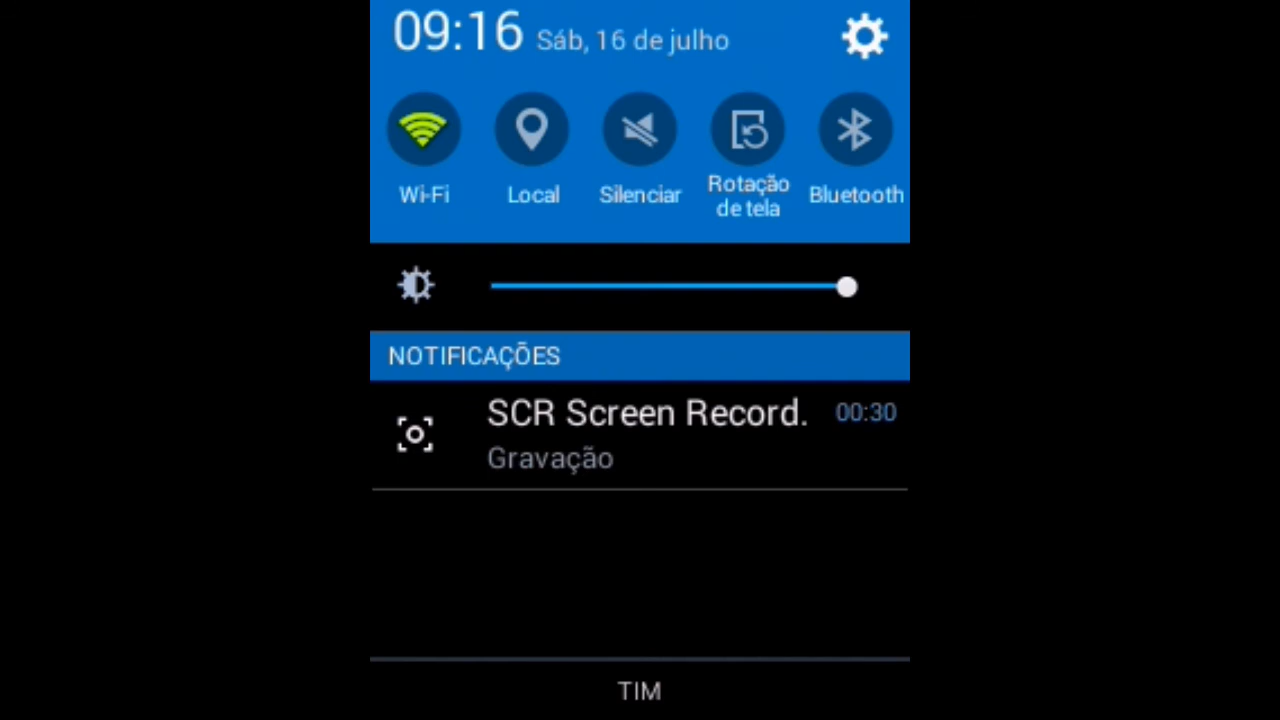 09:16 Sáb, 16 de julho
Wi-Fi
Local
Silenciar
Rotação
de tela
Bluetooth
NOTIFICAÇÕES
SCR Screen Record. 00:30
Gravação
TIM